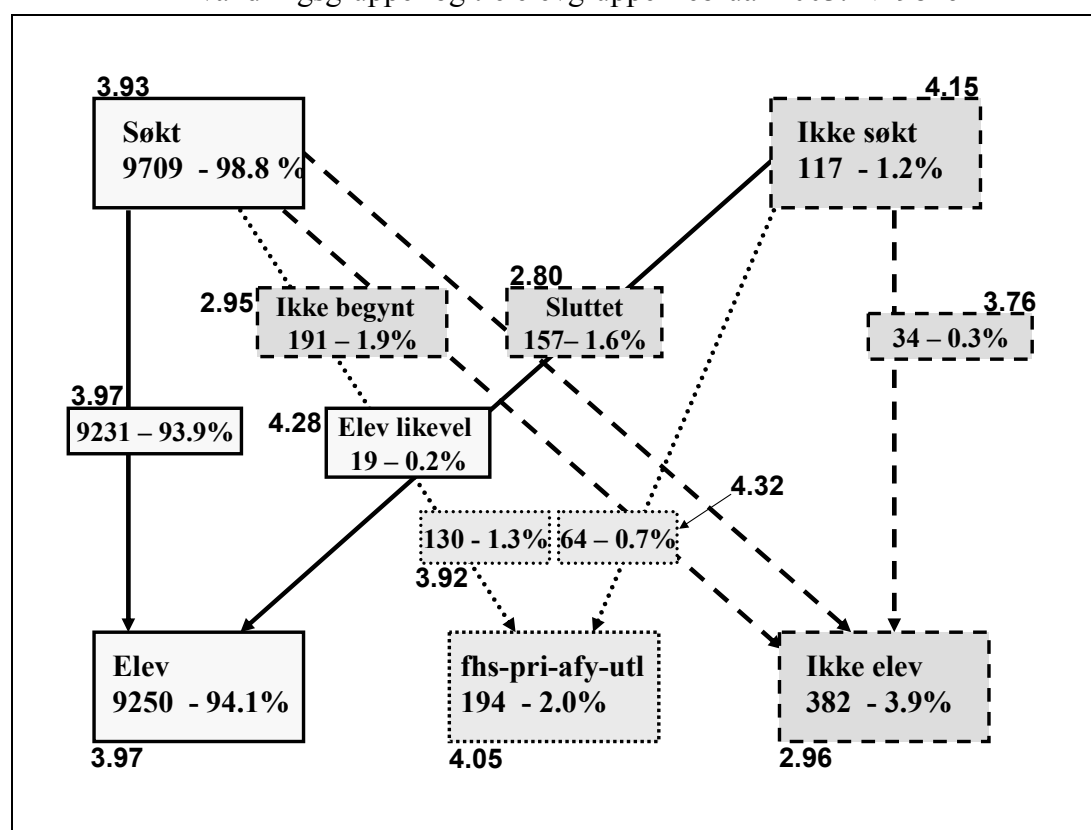 3.93
4.15
Søkt
9709 - 98.8 %
Ikke søkt
117 - 1.2%
2.95
Ikke begynt
191 – 1.9%
2.80
Sluttet
157– 1.6%
3.76
34 – 0.3%
3.97
9231 – 93.9%
4.28
Elev likevel
19 – 0.2%
4.32
130 - 1.3%
64 – 0.7%
3.92
Elev
9250 - 94.1%
fhs-pri-afy-utl
194 - 2.0%
Ikke elev
382 - 3.9%
3.97
4.05
2.96